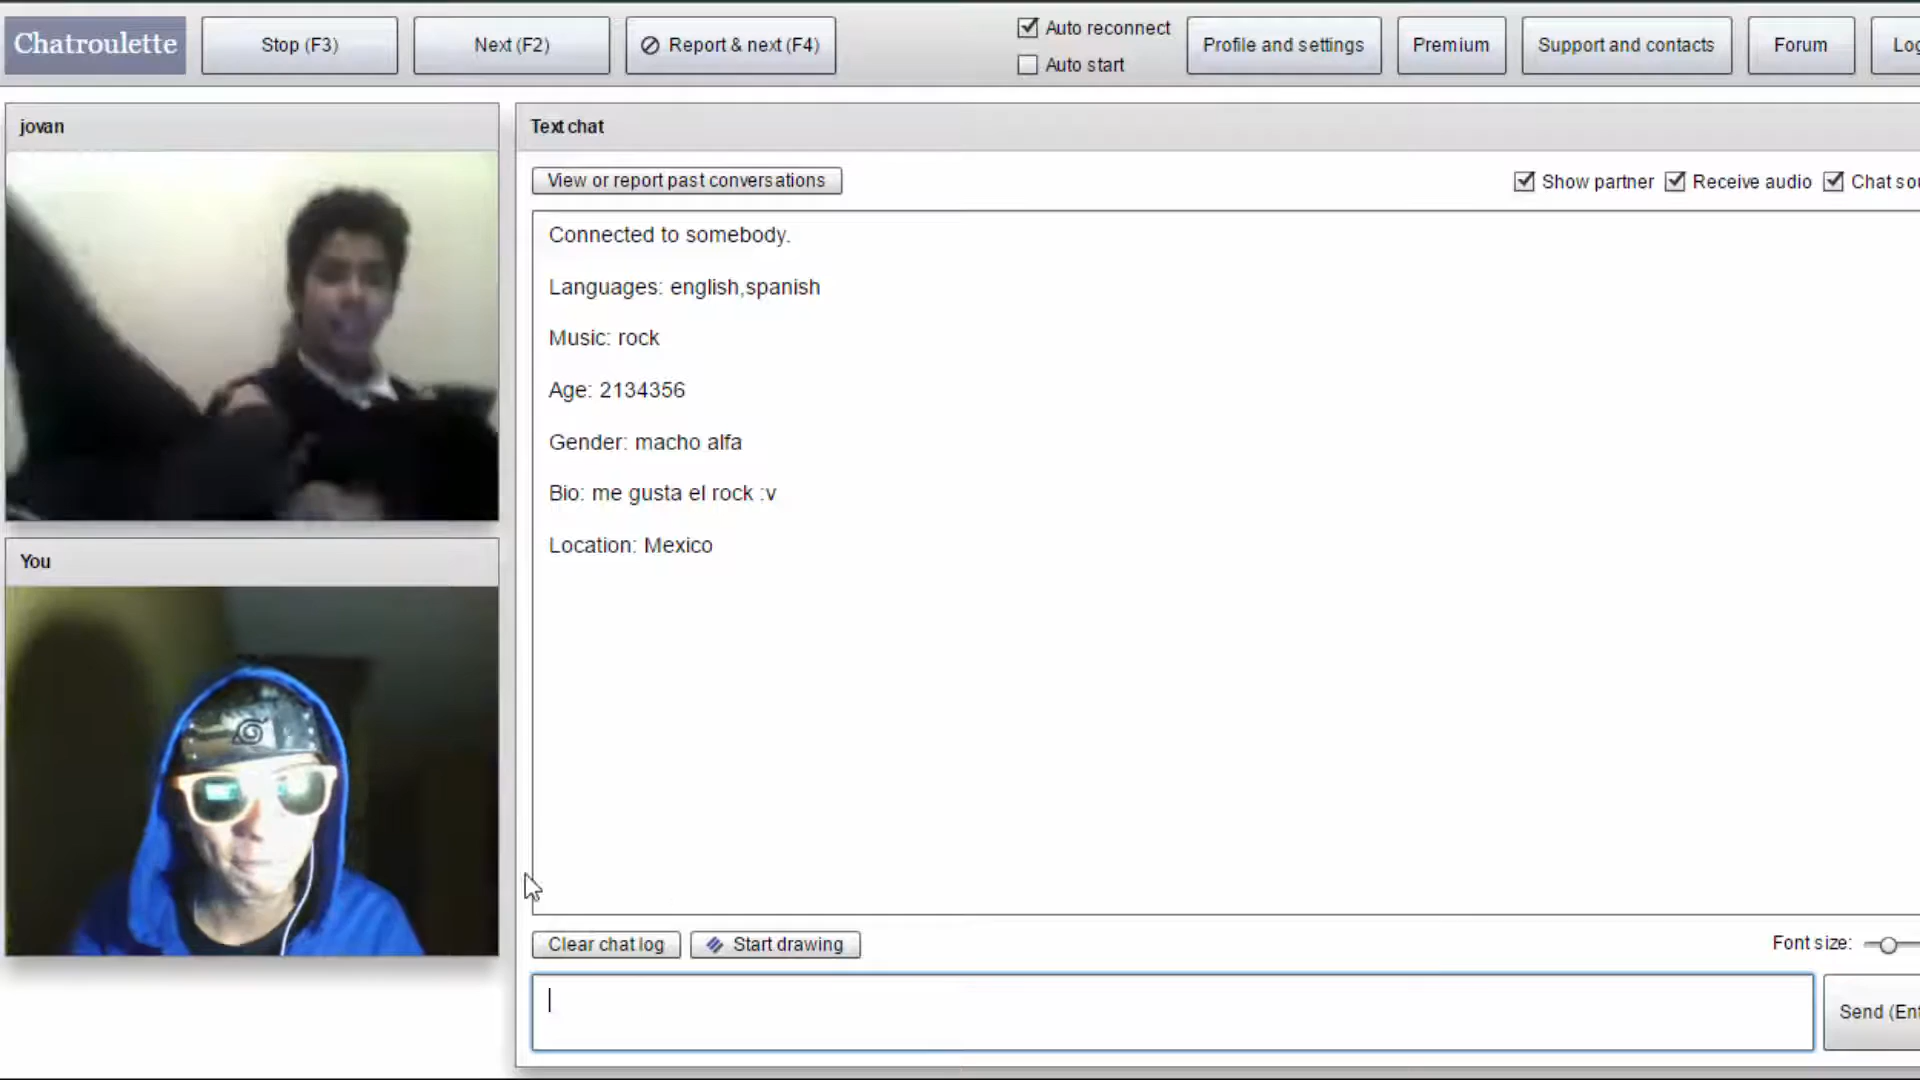 Chatroulette
Stop (F3)
Next (F2)
Report & next (F4)
Auto reconnect
Auto start
Profile and settings
Premium
Support and contacts
Forum
jovan
Text chat
View or report past conversations
Show partner
Receive audio
Chat
Connected to somebody.
Languages: english,spanish
Music: rock
Age: 2134356
Gender: macho alfa
Bio: me gusta el rock :v
Location: Mexico
You
Clear chat log
Start drawing
Font size:
Send